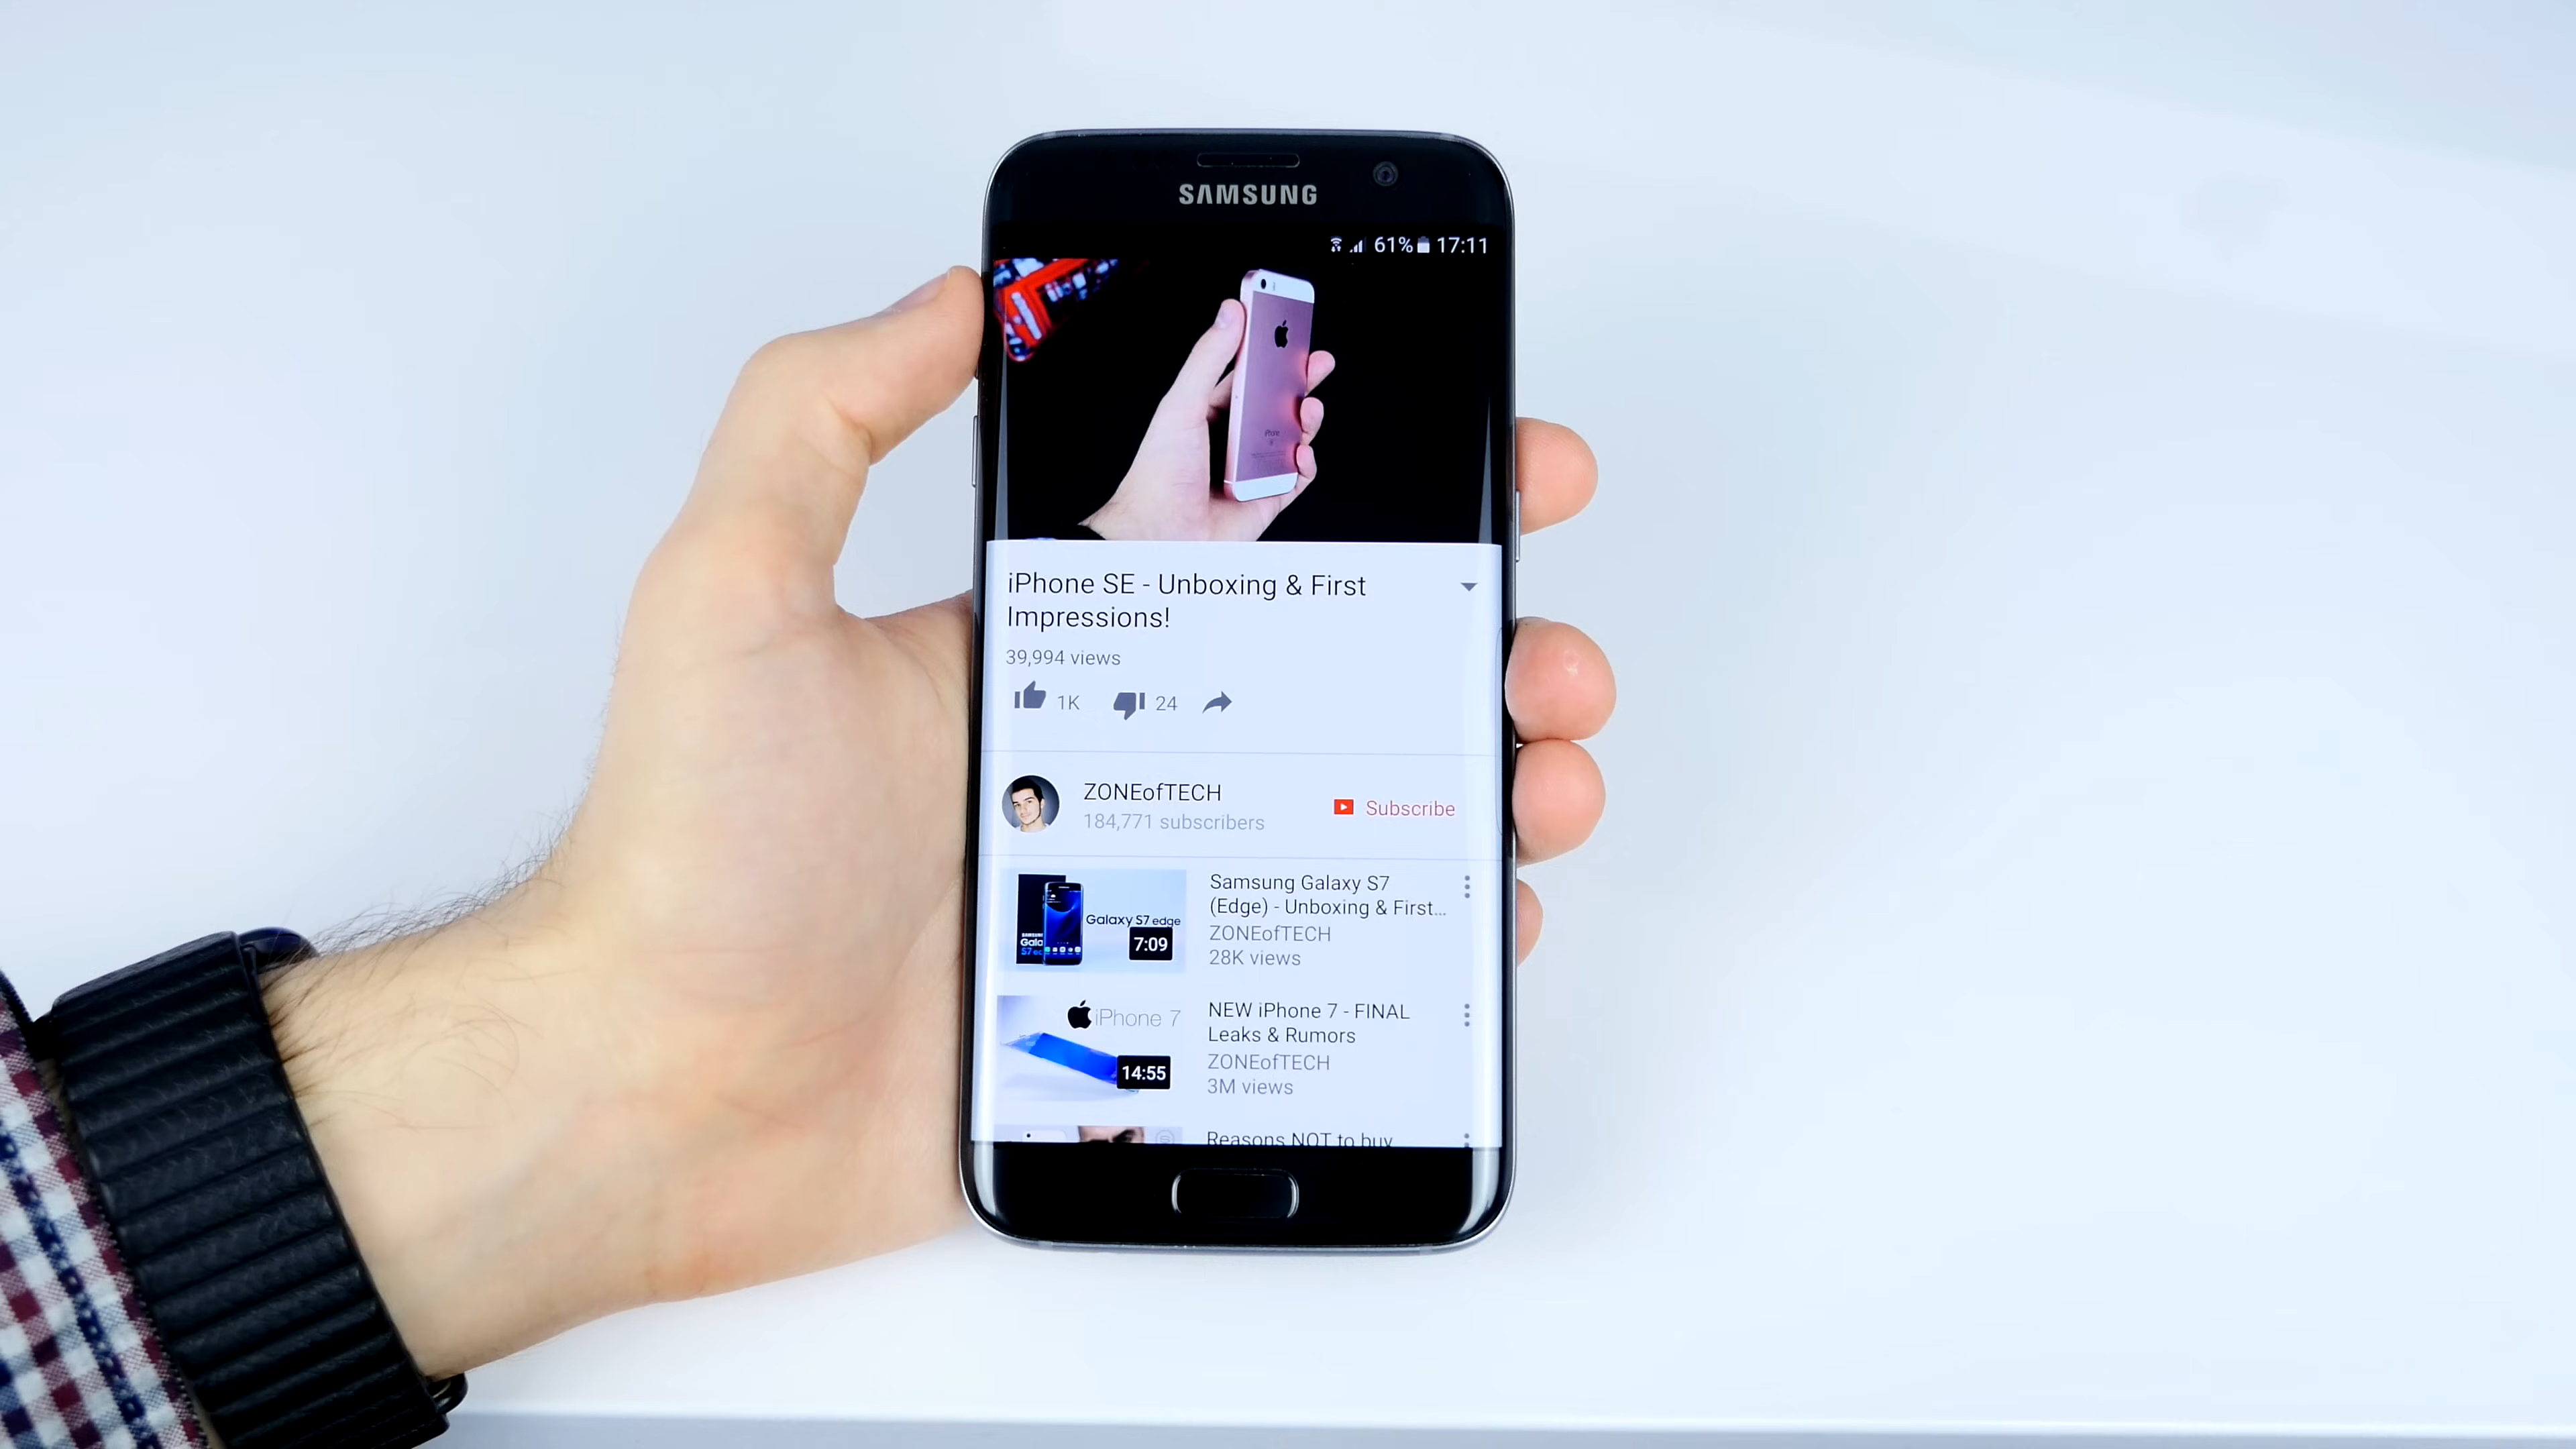 SAMSUNG
61% 17:11
iPhone
iPhone SE - Unboxing & First
Impressions!
39,994 views
1K 24
ZONEofTECH
184,771 subscribers
Subscribe
Galaxy S7 edge
7:09
Samsung Galaxy S7
(Edge) - Unboxing & First...
ZONEofTECH
28K views
iPhone 7
14:55
NEW iPhone 7 - FINAL
Leaks & Rumors
ZONEofTECH
3M views
Reasons NOT to buy